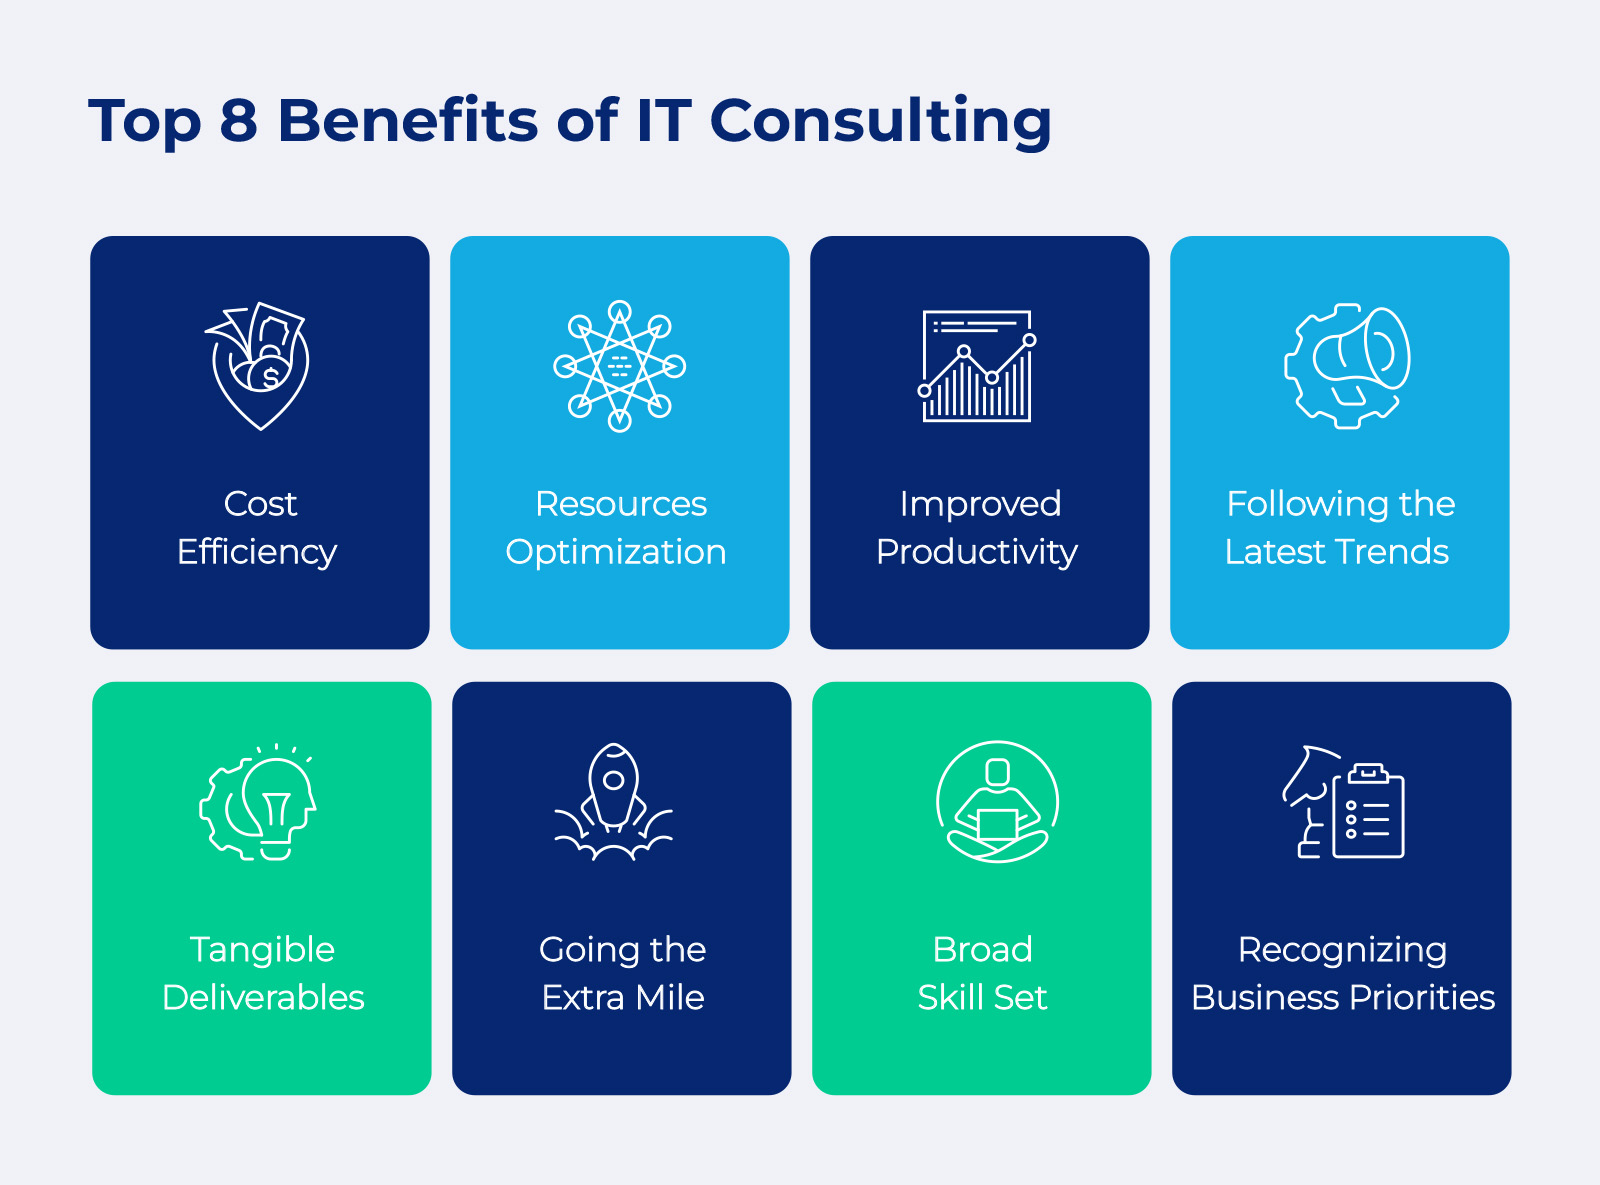 Top 8 Benefits of IT Consulting
Cost
Efficiency
Resources
Optimization
Improved
Productivity
Following the
Latest Trends
Tangible
Deliverables
Going the
Extra Mile
Broad
Skill Set
Recognizing
Business Priorities